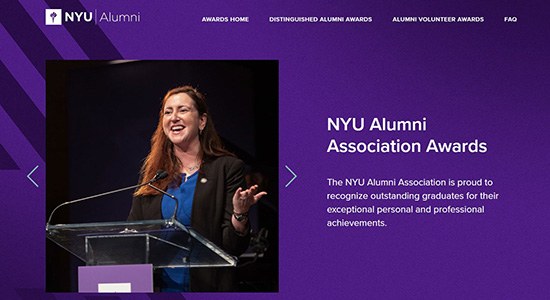 NYU | Alumni
AWARDS HOME
DISTINGUISHED ALUMNI AWARDS
ALUMNI VOLUNTEER AWARDS
FAQ
NYU Alumni
Association Awards
The NYU Alumni Association is proud to
recognize outstanding graduates for their
exceptional personal and professional
achievements.